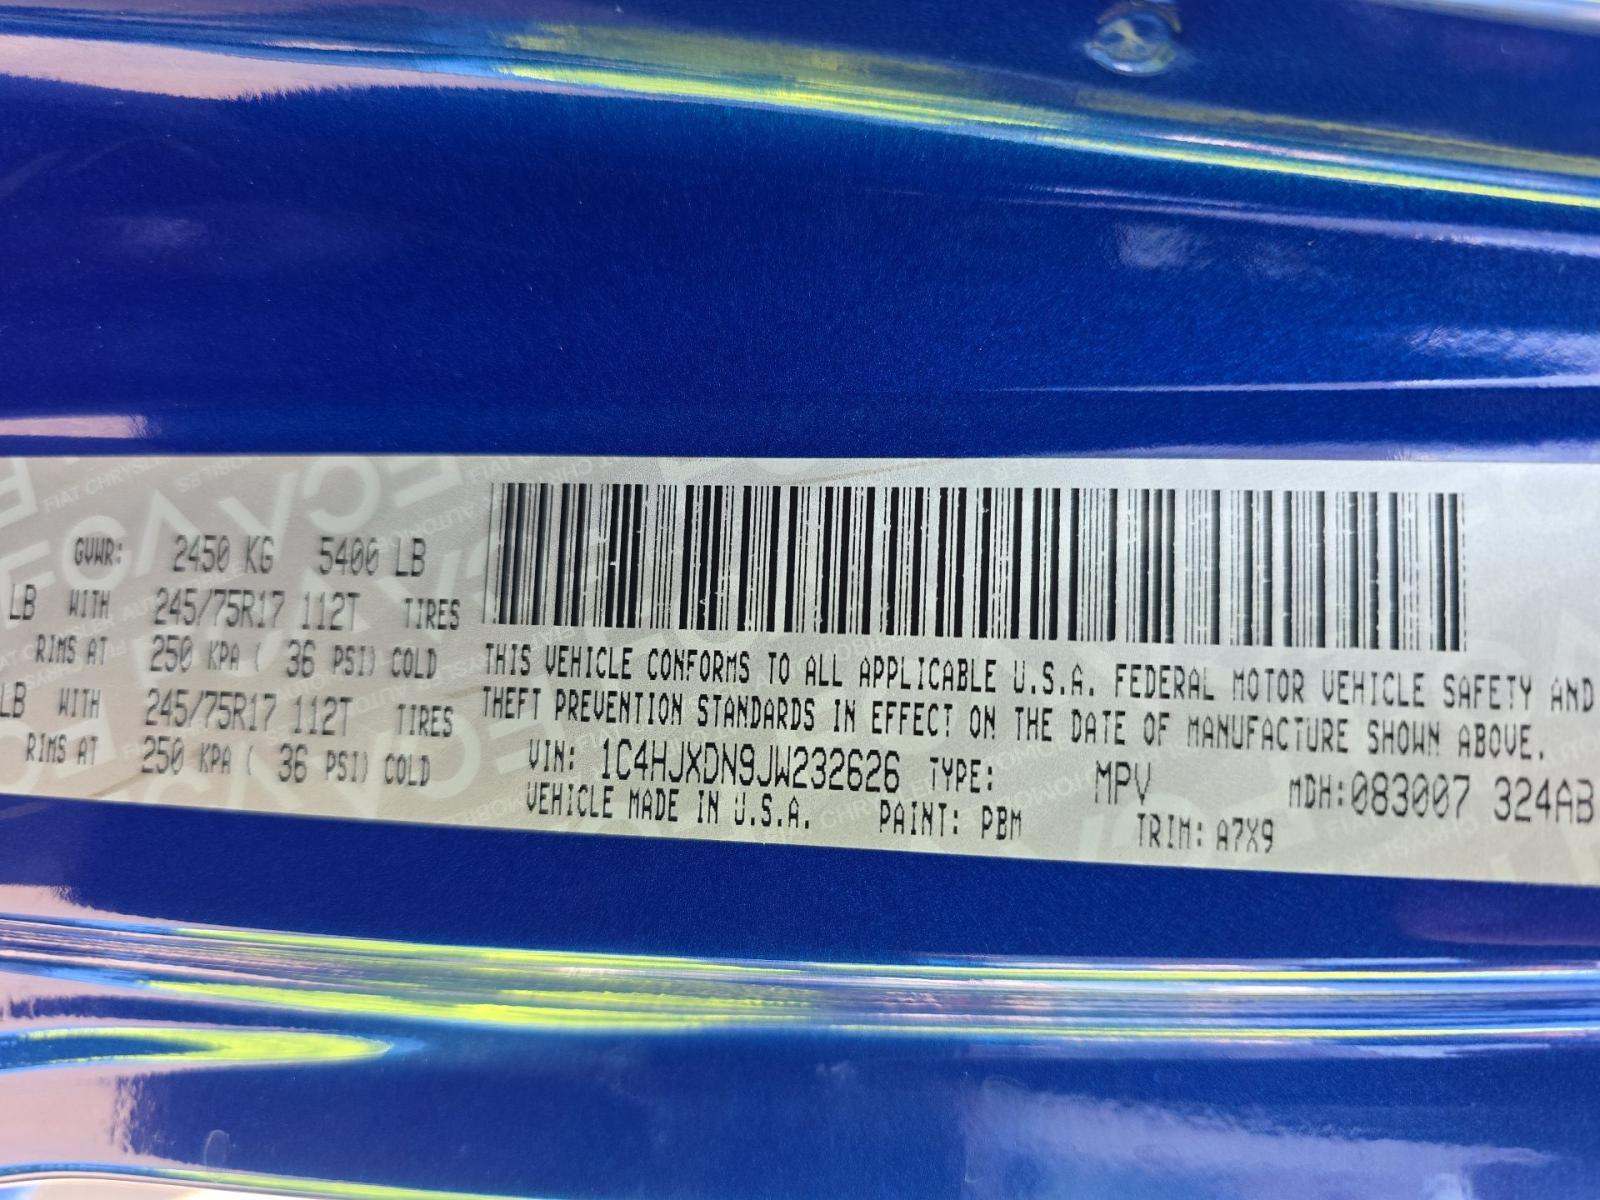 GVWR: 2450 KG 5400 LB
LB WITH 245/75R17 112T TIRES
RIMS AT 250 KPA ( 36 PSI) COLD
LB WITH 245/75R17 112T TIRES
RIMS AT 250 KPA ( 36 PSI) COLD
THIS VEHICLE CONFORMS TO ALL APPLICABLE U.S.A. FEDERAL MOTOR VEHICLE SAFETY AND
THEFT PREVENTION STANDARDS IN EFFECT ON THE DATE OF MANUFACTURE SHOWN ABOVE.
VIN: 1C4HJXDN9JW232626 TYPE: MPV MDH:083007 324AB
VEHICLE MADE IN U.S.A. PAINT: PBM TRIM: A7X9